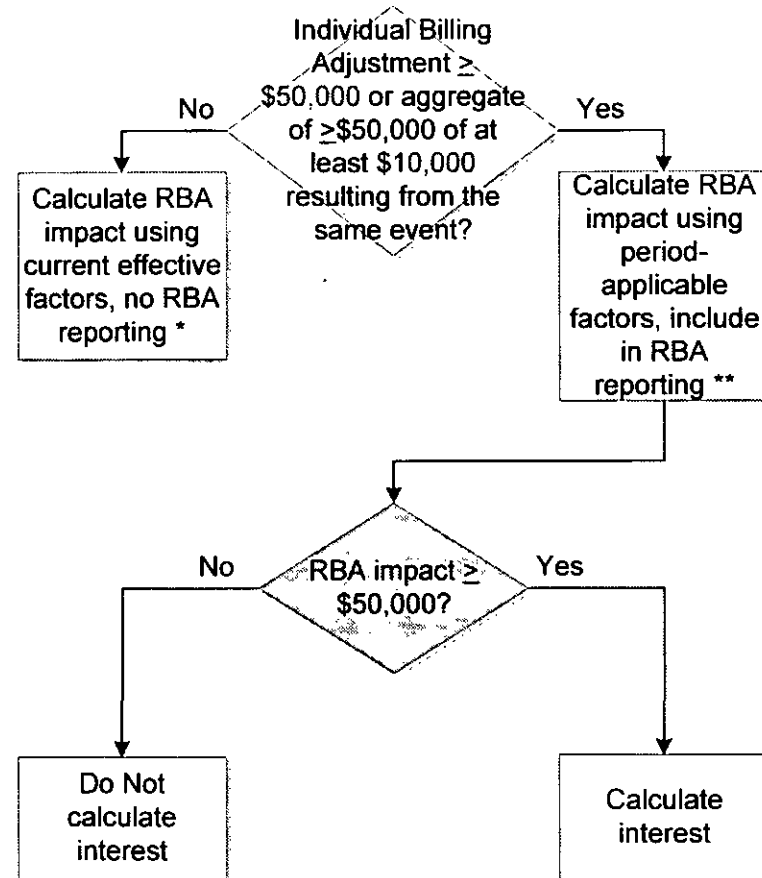 Individual Billing
Adjustment ≥
$50,000 or aggregate
of ≥$50,000 of at
least $10,000
resulting from the
same event?
No
Yes
Calculate RBA
impact using
current effective
factors, no RBA
reporting *
Calculate RBA
impact using
period-
applicable
factors, include
in RBA
reporting **
RBA impact ≥
$50,000?
No
Yes
Do Not
calculate
interest
Calculate
interest